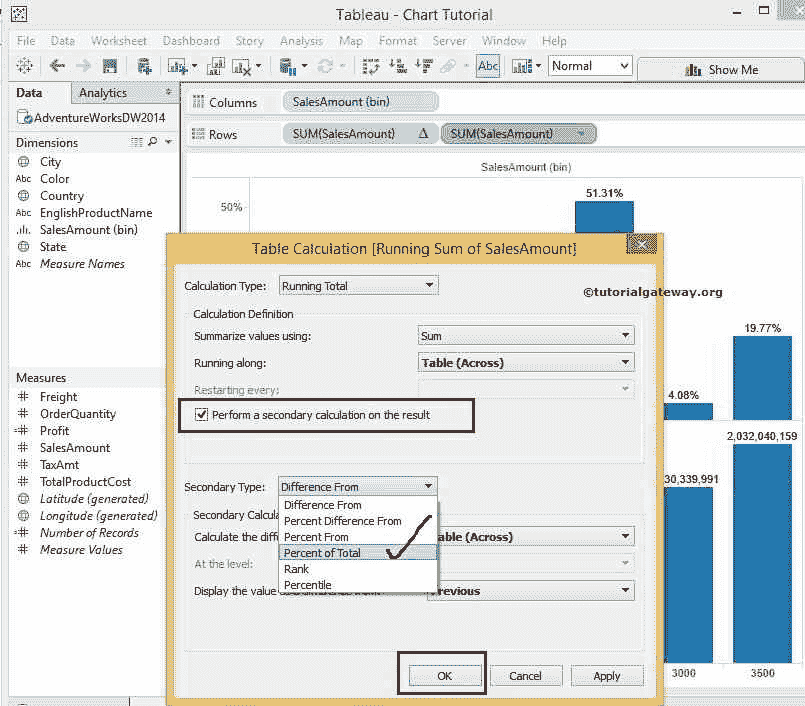 Tableau - Chart Tutorial
File Data Worksheet Dashboard Story Analysis Map Format Server Window Help
Abc Normal Show Me
Data Analytics
Columns SalesAmount (bin)
AdventureWorksDW2014
Rows SUM(SalesAmount) Δ SUM(SalesAmount)
Dimensions
City
Abc Color
Country
Abc EnglishProductName
SalesAmount (bin)
State
Abc Measure Names
Measures
Freight
OrderQuantity
Profit
SalesAmount
TaxAmt
TotalProductCost
Latitude (generated)
Longitude (generated)
Number of Records
Measure Values
SalesAmount (bin)
51.31%
50%
Table Calculation [Running Sum of SalesAmount]
Calculation Type: Running Total
©tutorialgateway.org
Calculation Definition
Summarize values using: Sum
Running along: Table (Across)
Restarting every:
Perform a secondary calculation on the result
19.77%
4.08%
2,032,040,159
30,339,991
Secondary Type: Difference From
Difference From
Percent Difference From
Percent From
Percent of Total
Rank
Percentile
Secondary Calcula
Calculate the diff able (Across)
At the level:
Display the value revious
OK Cancel Apply
3000 3500